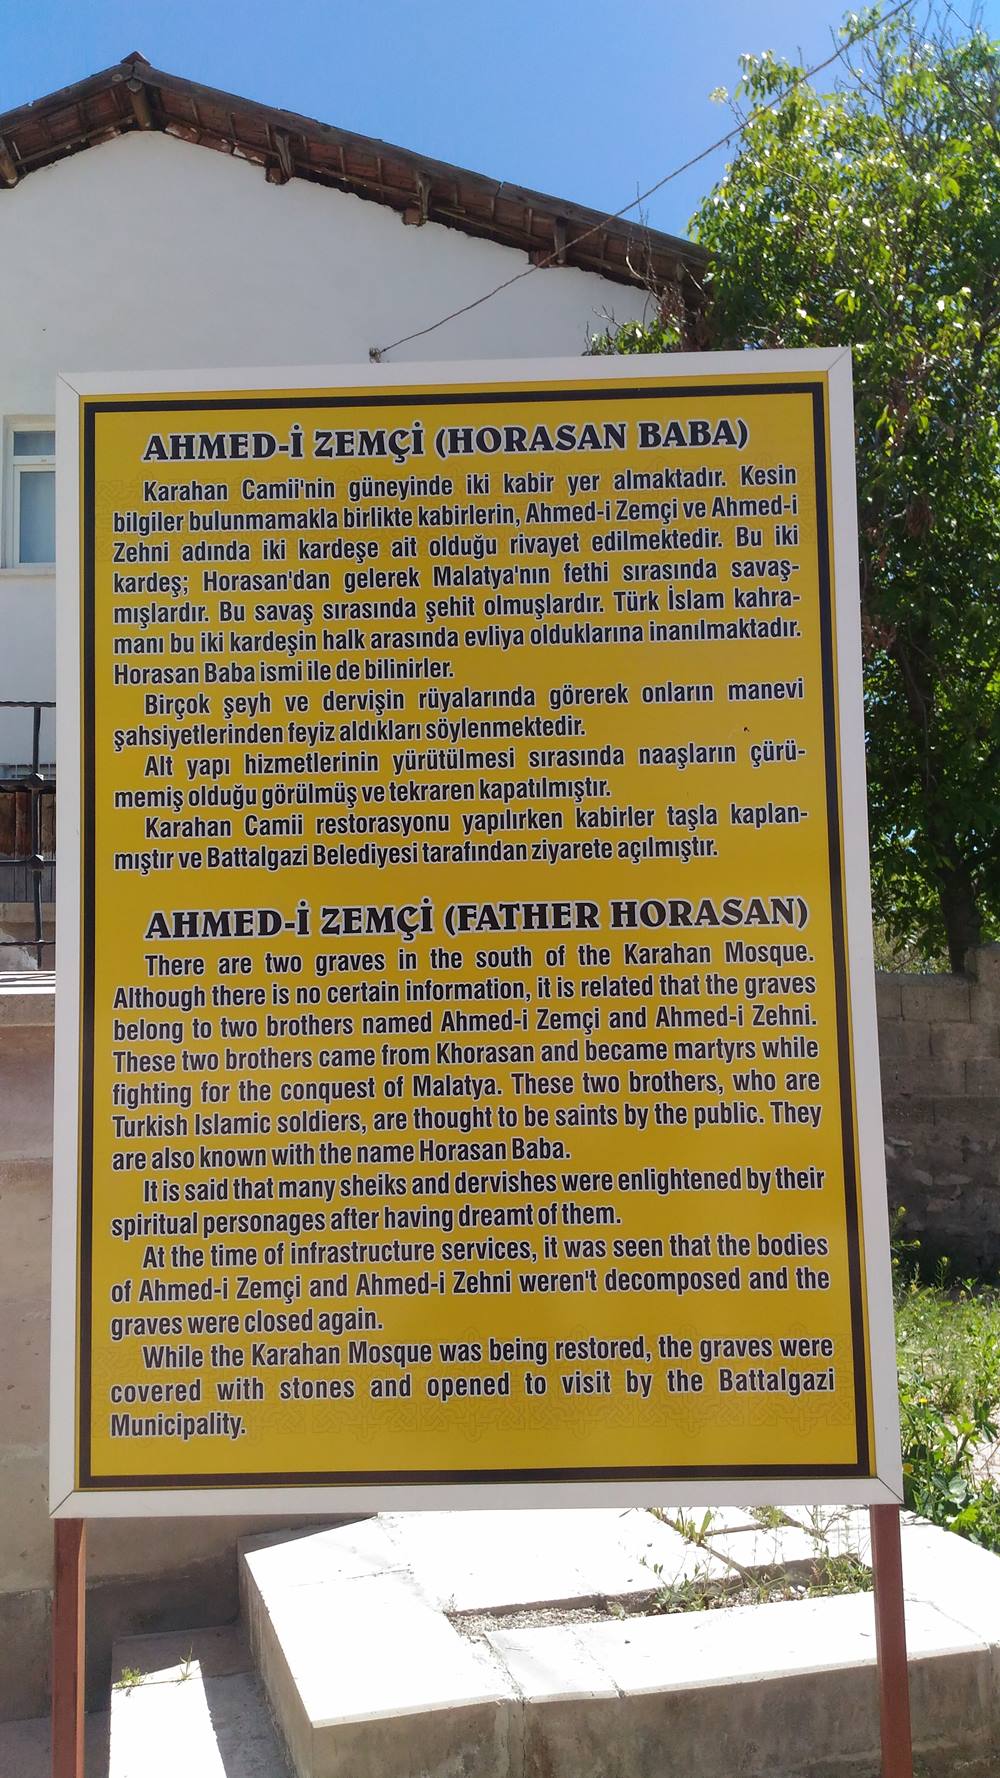 AHMED-İ ZEMÇİ (HORASAN BABA)
Karahan Camii'nin güneyinde iki kabir yer almaktadır. Kesin
bilgiler bulunmamakla birlikte kabirlerin, Ahmed-i Zemçi ve Ahmed-i
Zehni adında iki kardeşe ait olduğu rivayet edilmektedir. Bu iki
kardeş; Horasan'dan gelerek Malatya'nın fethi sırasında savaş-
mışlardır. Bu savaş sırasında şehit olmuşlardır. Türk İslam kahra-
manı bu iki kardeşin halk arasında evliya olduklarına inanılmaktadır.
Horasan Baba ismi ile de bilinirler.
Birçok şeyh ve dervişin rüyalarında görerek onların manevi
şahsiyetlerinden feyiz aldıkları söylenmektedir.
Alt yapı hizmetlerinin yürütülmesi sırasında naaşların çürü-
memiş olduğu görülmüş ve tekraren kapatılmıştır.
Karahan Camii restorasyonu yapılırken kabirler taşla kaplan-
mıştır ve Battalgazi Belediyesi tarafından ziyarete açılmıştır.
AHMED-İ ZEMÇİ (FATHER HORASAN)
There are two graves in the south of the Karahan Mosque.
Although there is no certain information, it is related that the graves
belong to two brothers named Ahmed-i Zemçi and Ahmed-i Zehni.
These two brothers came from Khorasan and became martyrs while
fighting for the conquest of Malatya. These two brothers, who are
Turkish Islamic soldiers, are thought to be saints by the public. They
are also known with the name Horasan Baba.
It is said that many sheiks and dervishes were enlightened by their
spiritual personages after having dreamt of them.
At the time of infrastructure services, it was seen that the bodies
of Ahmed-i Zemçi and Ahmed-i Zehni weren't decomposed and the
graves were closed again.
While the Karahan Mosque was being restored, the graves were
covered with stones and opened to visit by the Battalgazi
Municipality.